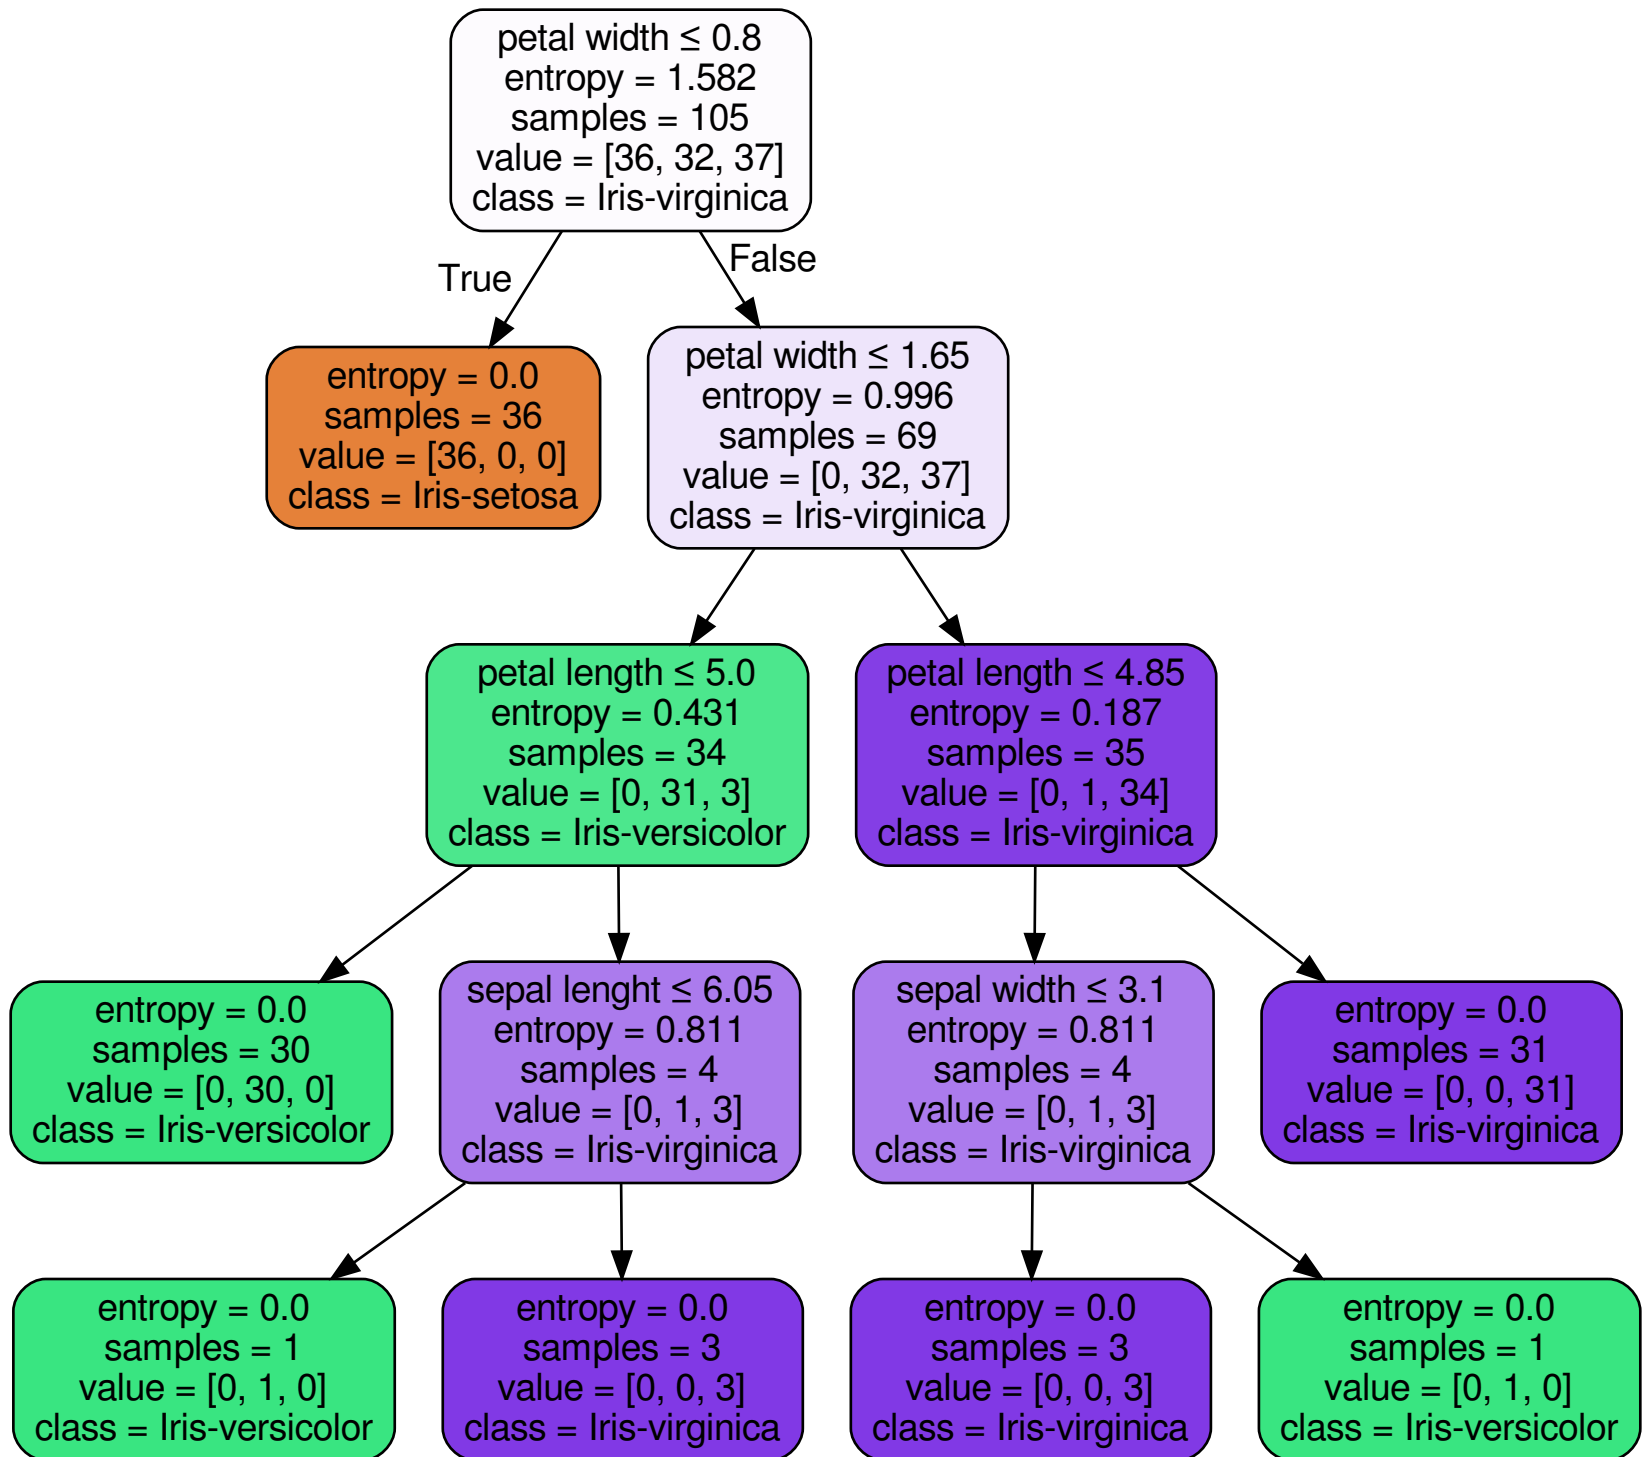 petal width ≤ 0.8
entropy = 1.582
samples = 105
value = [36, 32, 37]
class = Iris-virginica
True
False
entropy = 0.0
samples = 36
value = [36, 0, 0]
class = Iris-setosa
petal width ≤ 1.65
entropy = 0.996
samples = 69
value = [0, 32, 37]
class = Iris-virginica
petal length ≤ 5.0
entropy = 0.431
samples = 34
value = [0, 31, 3]
class = Iris-versicolor
petal length ≤ 4.85
entropy = 0.187
samples = 35
value = [0, 1, 34]
class = Iris-virginica
entropy = 0.0
samples = 30
value = [0, 30, 0]
class = Iris-versicolor
sepal lenght ≤ 6.05
entropy = 0.811
samples = 4
value = [0, 1, 3]
class = Iris-virginica
sepal width ≤ 3.1
entropy = 0.811
samples = 4
value = [0, 1, 3]
class = Iris-virginica
entropy = 0.0
samples = 31
value = [0, 0, 31]
class = Iris-virginica
entropy = 0.0
samples = 1
value = [0, 1, 0]
class = Iris-versicolor
entropy = 0.0
samples = 3
value = [0, 0, 3]
class = Iris-virginica
entropy = 0.0
samples = 3
value = [0, 0, 3]
class = Iris-virginica
entropy = 0.0
samples = 1
value = [0, 1, 0]
class = Iris-versicolor